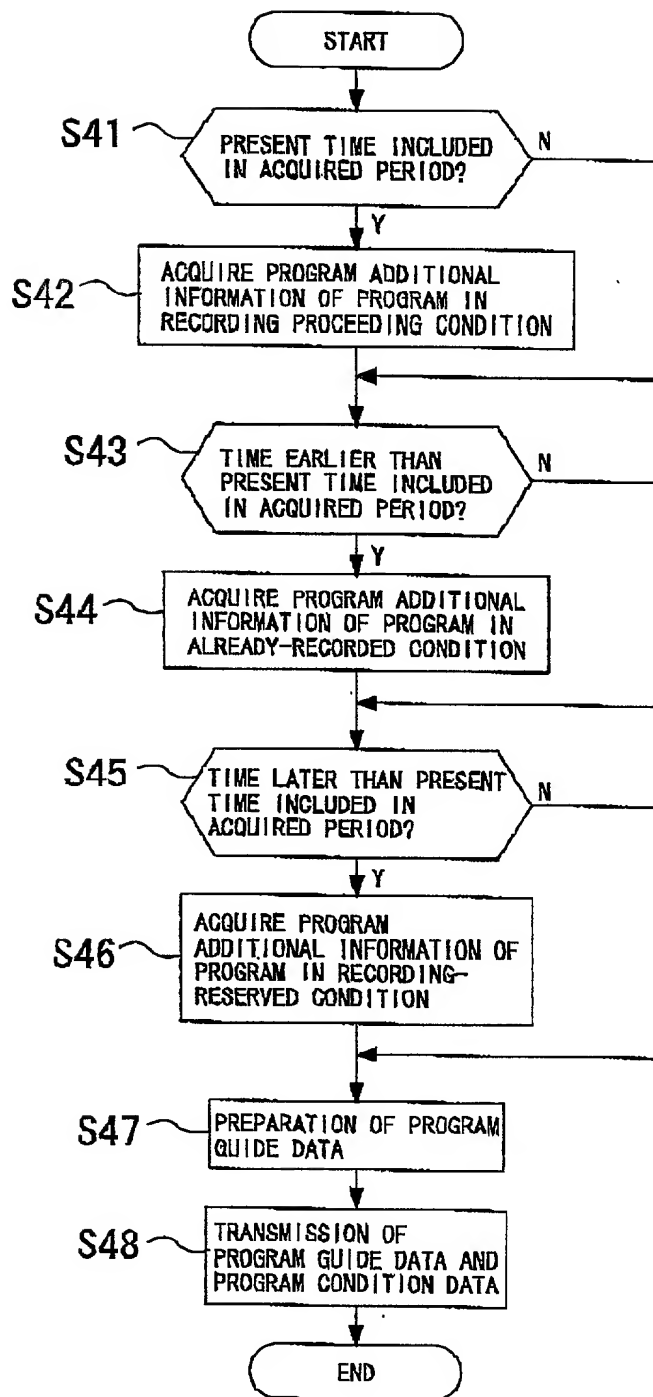 START
S41
PRESENT TIME INCLUDED
IN ACQUIRED PERIOD?
N
Y
S42
ACQUIRE PROGRAM ADDITIONAL
INFORMATION OF PROGRAM IN
RECORDING PROCEEDING CONDITION
S43
TIME EARLIER THAN
PRESENT TIME INCLUDED
IN ACQUIRED PERIOD?
N
Y
S44
ACQUIRE PROGRAM ADDITIONAL
INFORMATION OF PROGRAM IN
ALREADY-RECORDED CONDITION
S45
TIME LATER THAN PRESENT
TIME INCLUDED IN
ACQUIRED PERIOD?
N
Y
S46
ACQUIRE PROGRAM
ADDITIONAL INFORMATION OF
PROGRAM IN RECORDING-
RESERVED CONDITION
S47
PREPARATION OF PROGRAM
GUIDE DATA
S48
TRANSMISSION OF
PROGRAM GUIDE DATA AND
PROGRAM CONDITION DATA
END